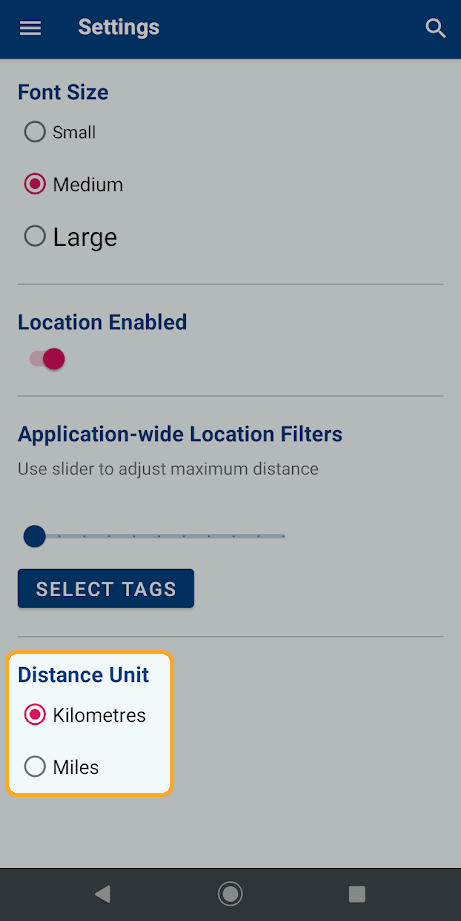 Settings
Font Size
Small
Medium
Large
Location Enabled
Application-wide Location Filters
Use slider to adjust maximum distance
SELECT TAGS
Distance Unit
Kilometres
Miles